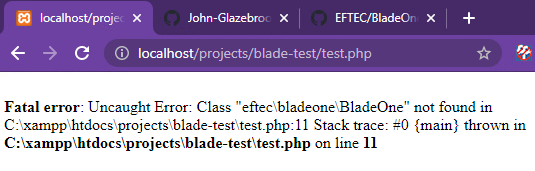 localhost/projec
John-Glazebroo
EFTEC/BladeOn
localhost/projects/blade-test/test.php
Fatal error: Uncaught Error: Class "eftec\bladeone\BladeOne" not found in
C:\xampp\htdocs\projects\blade-test\test.php:11 Stack trace: #0 {main} thrown in
C:\xampp\htdocs\projects\blade-test\test.php on line 11